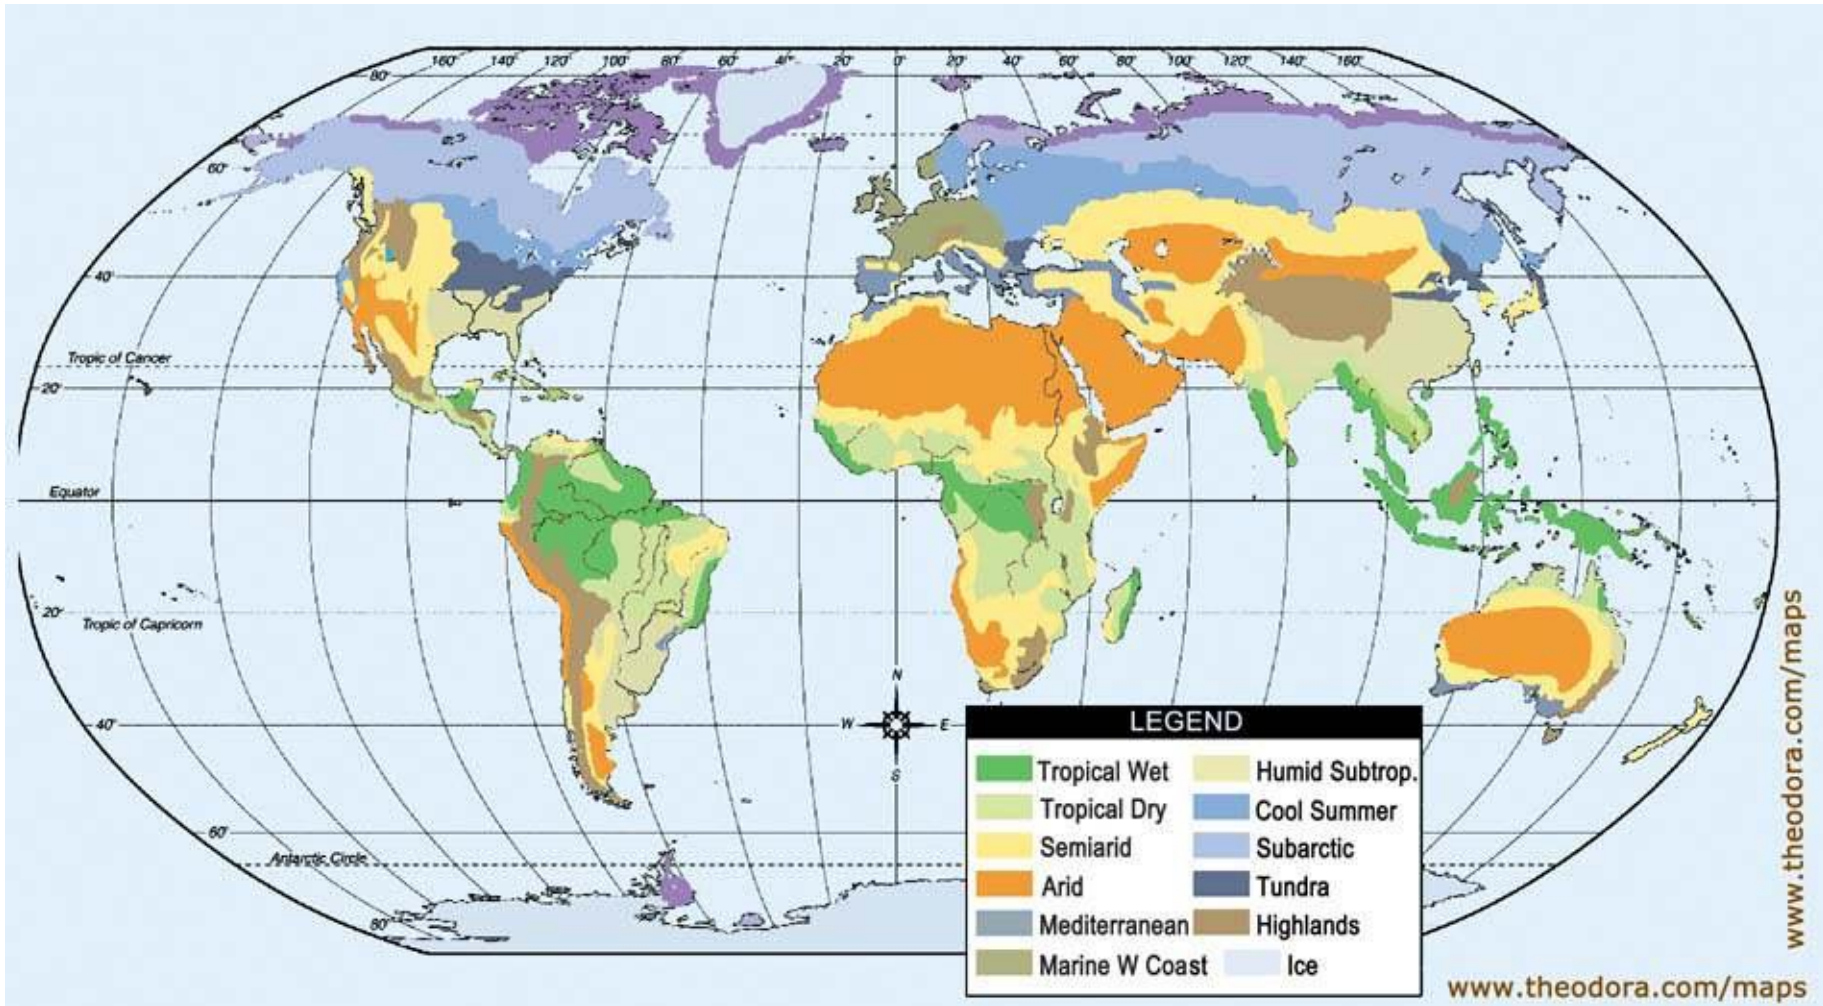 160° 140° 120° 100° 80° 60° 40° 20° 0° 20° 40° 60° 80° 100° 120° 140° 160°
80°
60°
40°
Tropic of Cancer
20°
Equator
20°
Tropic of Capricorn
40°
60°
Antarctic Circle
80°
N
W E
S
LEGEND
Tropical Wet Humid Subtrop.
Tropical Dry Cool Summer
Semiarid Subarctic
Arid Tundra
Mediterranean Highlands
Marine W Coast Ice
www.theodora.com/maps
www.theodora.com/maps